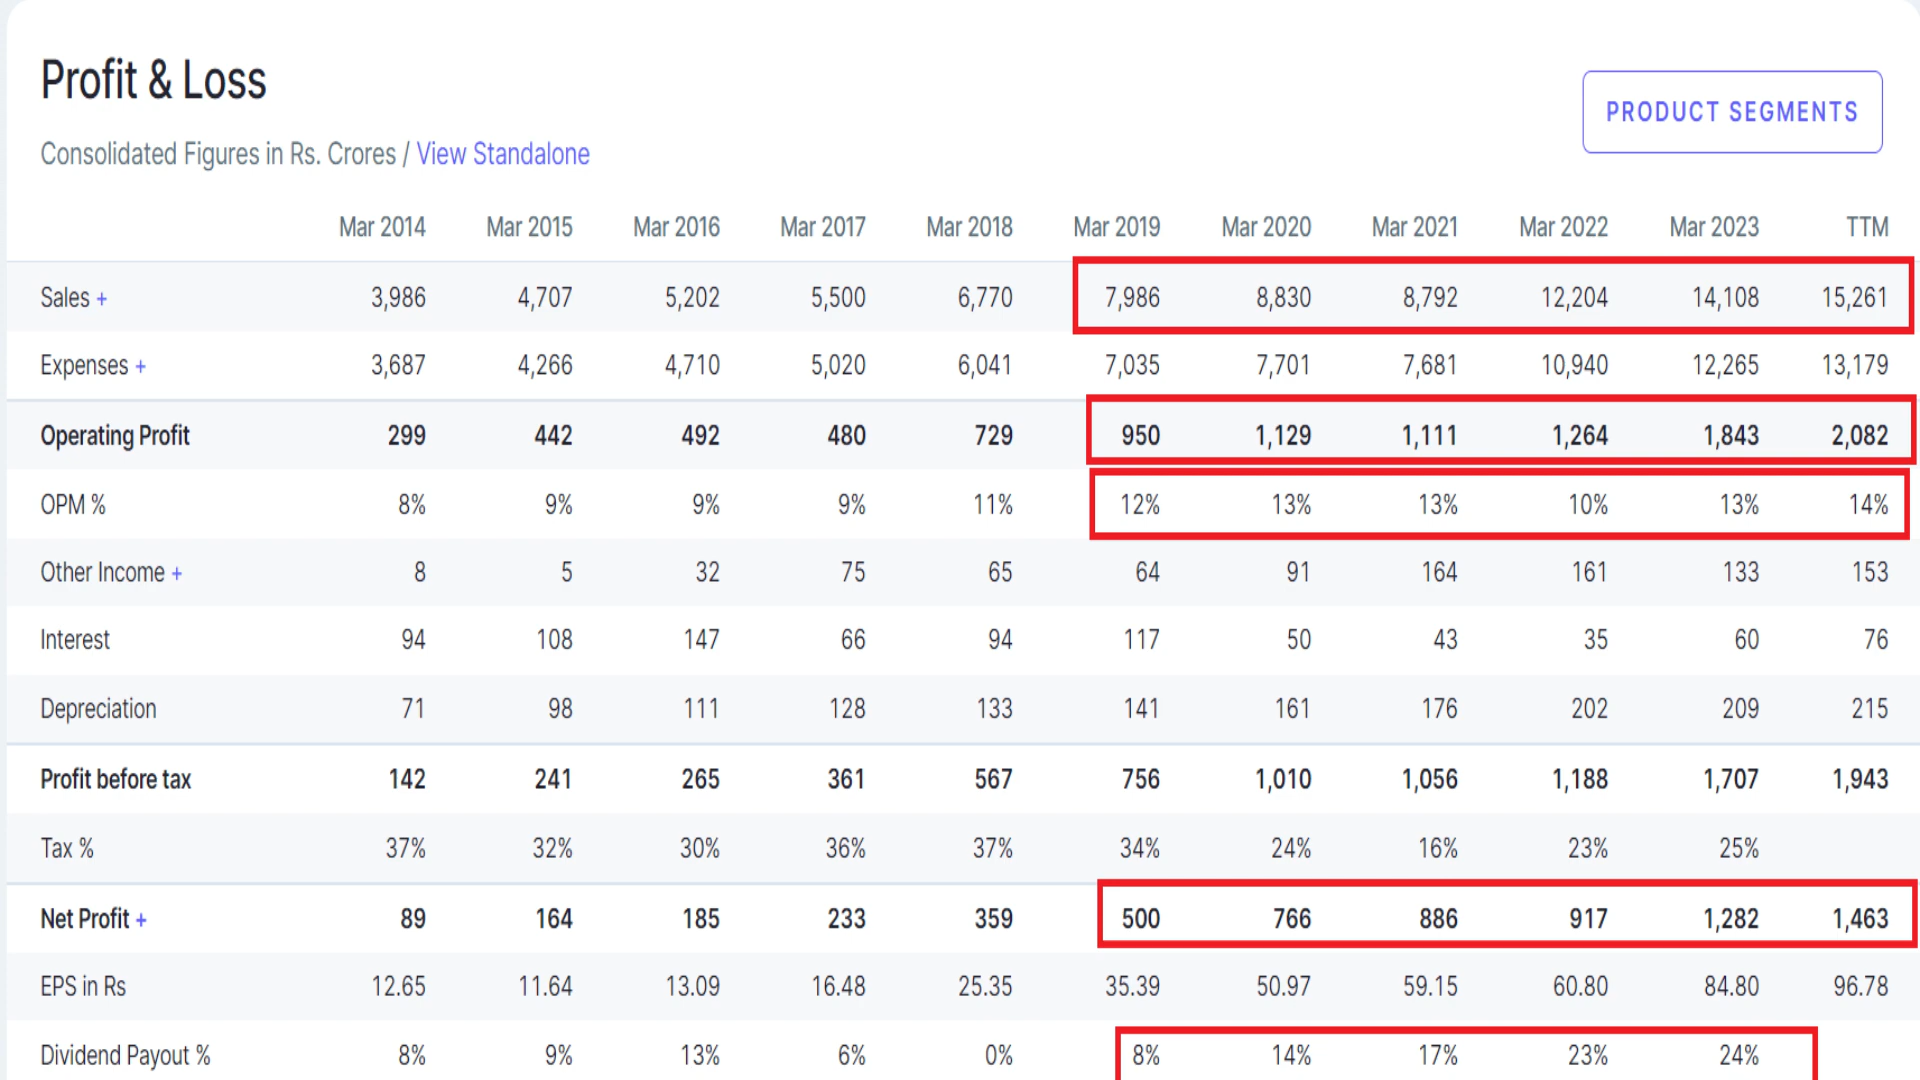 Profit & Loss
PRODUCT SEGMENTS
Consolidated Figures in Rs. Crores / View Standalone
Mar 2014 Mar 2015 Mar 2016 Mar 2017 Mar 2018 Mar 2019 Mar 2020 Mar 2021 Mar 2022 Mar 2023 TTM
Sales + 3,986 4,707 5,202 5,500 6,770 7,986 8,830 8,792 12,204 14,108 15,261
Expenses + 3,687 4,266 4,710 5,020 6,041 7,035 7,701 7,681 10,940 12,265 13,179
Operating Profit 299 442 492 480 729 950 1,129 1,111 1,264 1,843 2,082
OPM % 8% 9% 9% 9% 11% 12% 13% 13% 10% 13% 14%
Other Income + 8 5 32 75 65 64 91 164 161 133 153
Interest 94 108 147 66 94 117 50 43 35 60 76
Depreciation 71 98 111 128 133 141 161 176 202 209 215
Profit before tax 142 241 265 361 567 756 1,010 1,056 1,188 1,707 1,943
Tax % 37% 32% 30% 36% 37% 34% 24% 16% 23% 25%
Net Profit + 89 164 185 233 359 500 766 886 917 1,282 1,463
EPS in Rs 12.65 11.64 13.09 16.48 25.35 35.39 50.97 59.15 60.80 84.80 96.78
Dividend Payout % 8% 9% 13% 6% 0% 8% 14% 17% 23% 24%